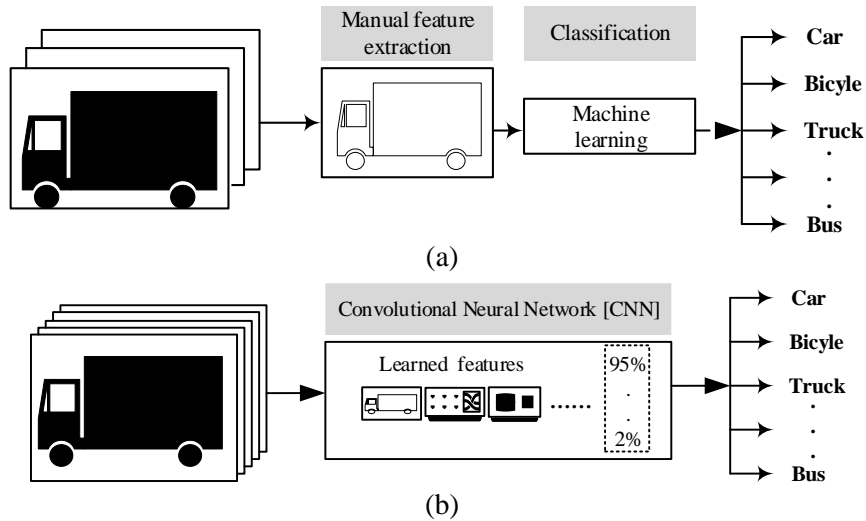 Manual feature
extraction
Classification
Machine
learning
Car
Bicyle
Truck
.
.
.
Bus
(a)
Convolutional Neural Network [CNN]
Learned features
......
95%
.
.
2%
Car
Bicyle
Truck
.
.
.
Bus
(b)